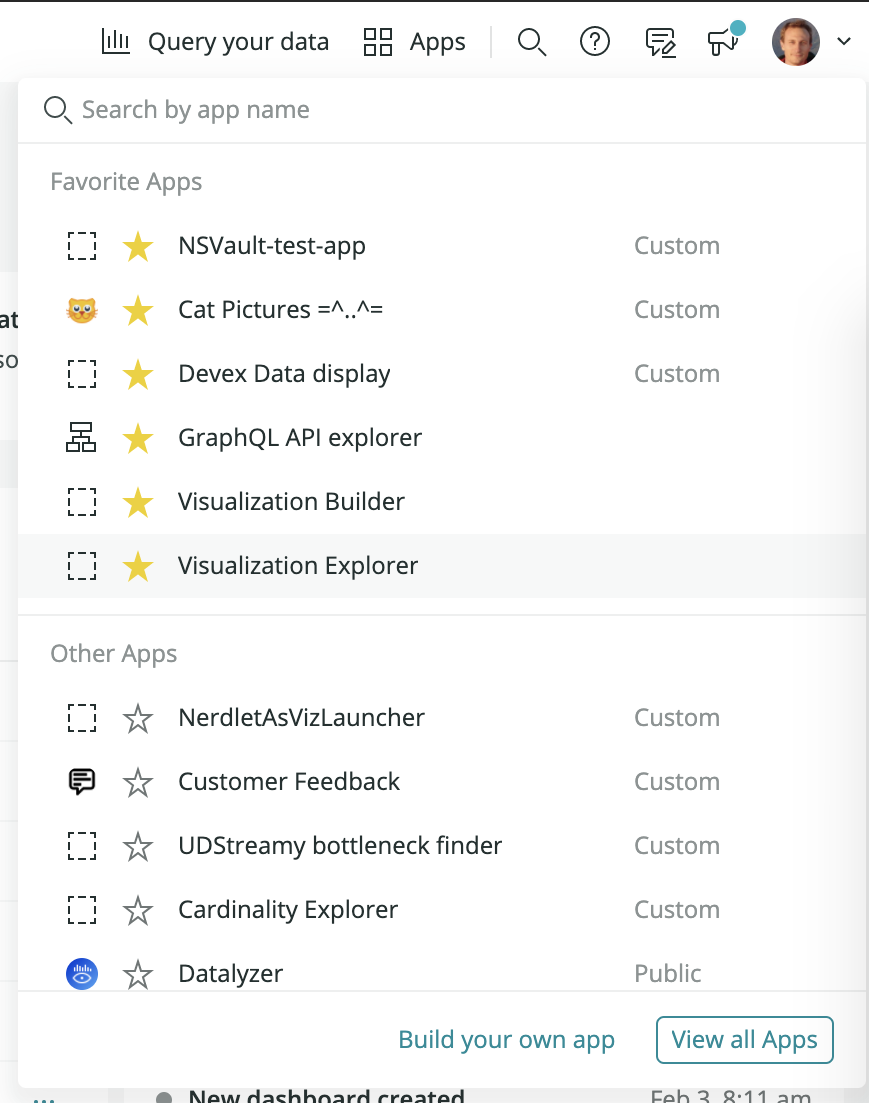 Query your data Apps
Search by app name
Favorite Apps
NSVault-test-app Custom
Cat Pictures =^..^= Custom
Devex Data display Custom
GraphQL API explorer
Visualization Builder
Visualization Explorer
Other Apps
NerdletAsVizLauncher Custom
Customer Feedback Custom
UDStreamy bottleneck finder Custom
Cardinality Explorer Custom
Datalyzer Public
Build your own app View all Apps
New dashboard created Feb 3, 8:11 am